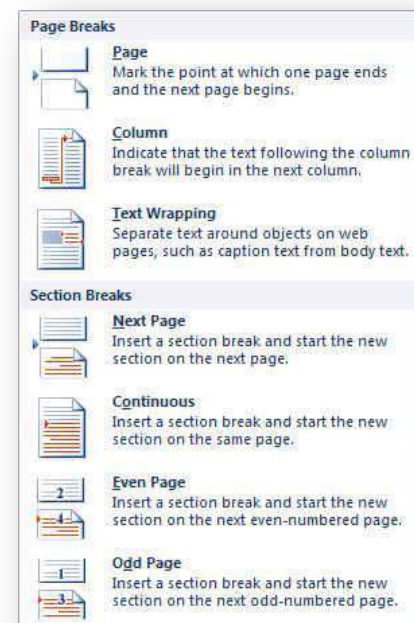 Page Breaks
Page
Mark the point at which one page ends
and the next page begins.
Column
Indicate that the text following the column
break will begin in the next column.
Text Wrapping
Separate text around objects on web
pages, such as caption text from body text.
Section Breaks
Next Page
Insert a section break and start the new
section on the next page.
Continuous
Insert a section break and start the new
section on the same page.
2
4
Even Page
Insert a section break and start the new
section on the next even-numbered page.
1
3
Odd Page
Insert a section break and start the new
section on the next odd-numbered page.